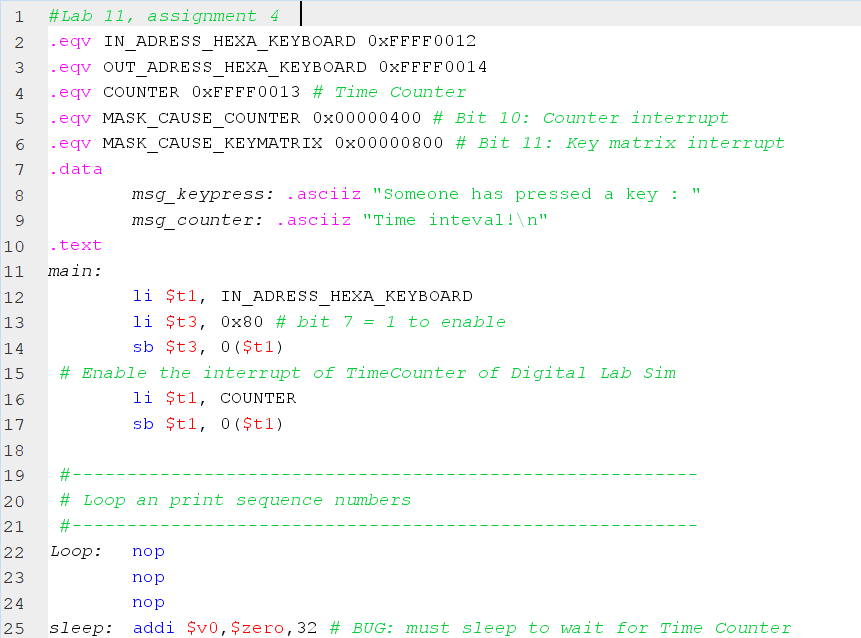 1 #Lab 11, assignment 4
2 .eqv IN_ADRESS_HEXA_KEYBOARD 0xFFFF0012
3 .eqv OUT_ADRESS_HEXA_KEYBOARD 0xFFFF0014
4 .eqv COUNTER 0xFFFF0013 # Time Counter
5 .eqv MASK_CAUSE_COUNTER 0x00000400 # Bit 10: Counter interrupt
6 .eqv MASK_CAUSE_KEYMATRIX 0x00000800 # Bit 11: Key matrix interrupt
7 .data
8 msg_keypress: .asciiz "Someone has pressed a key : "
9 msg_counter: .asciiz "Time inteval!\n"
10 .text
11 main:
12 li $t1, IN_ADRESS_HEXA_KEYBOARD
13 li $t3, 0x80 # bit 7 = 1 to enable
14 sb $t3, 0($t1)
15 # Enable the interrupt of TimeCounter of Digital Lab Sim
16 li $t1, COUNTER
17 sb $t1, 0($t1)
18
19 #---------------------------------------------------------
20 # Loop an print sequence numbers
21 #---------------------------------------------------------
22 Loop: nop
23 nop
24 nop
25 sleep: addi $v0,$zero,32 # BUG: must sleep to wait for Time Counter